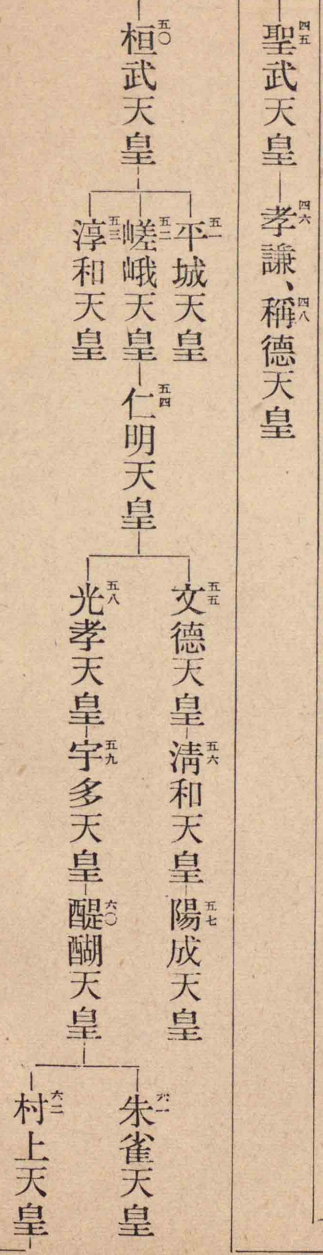 四五
聖武天皇
四六
孝謙、
四八
稱德天皇
五〇
桓武天皇
五一
平城天皇
五二
嵯峨天皇
五三
淳和天皇
五四
仁明天皇
五五
文德天皇
五六
淸和天皇
五七
陽成天皇
五八
光孝天皇
五九
宇多天皇
六〇
醍醐天皇
六一
朱雀天皇
六二
村上天皇